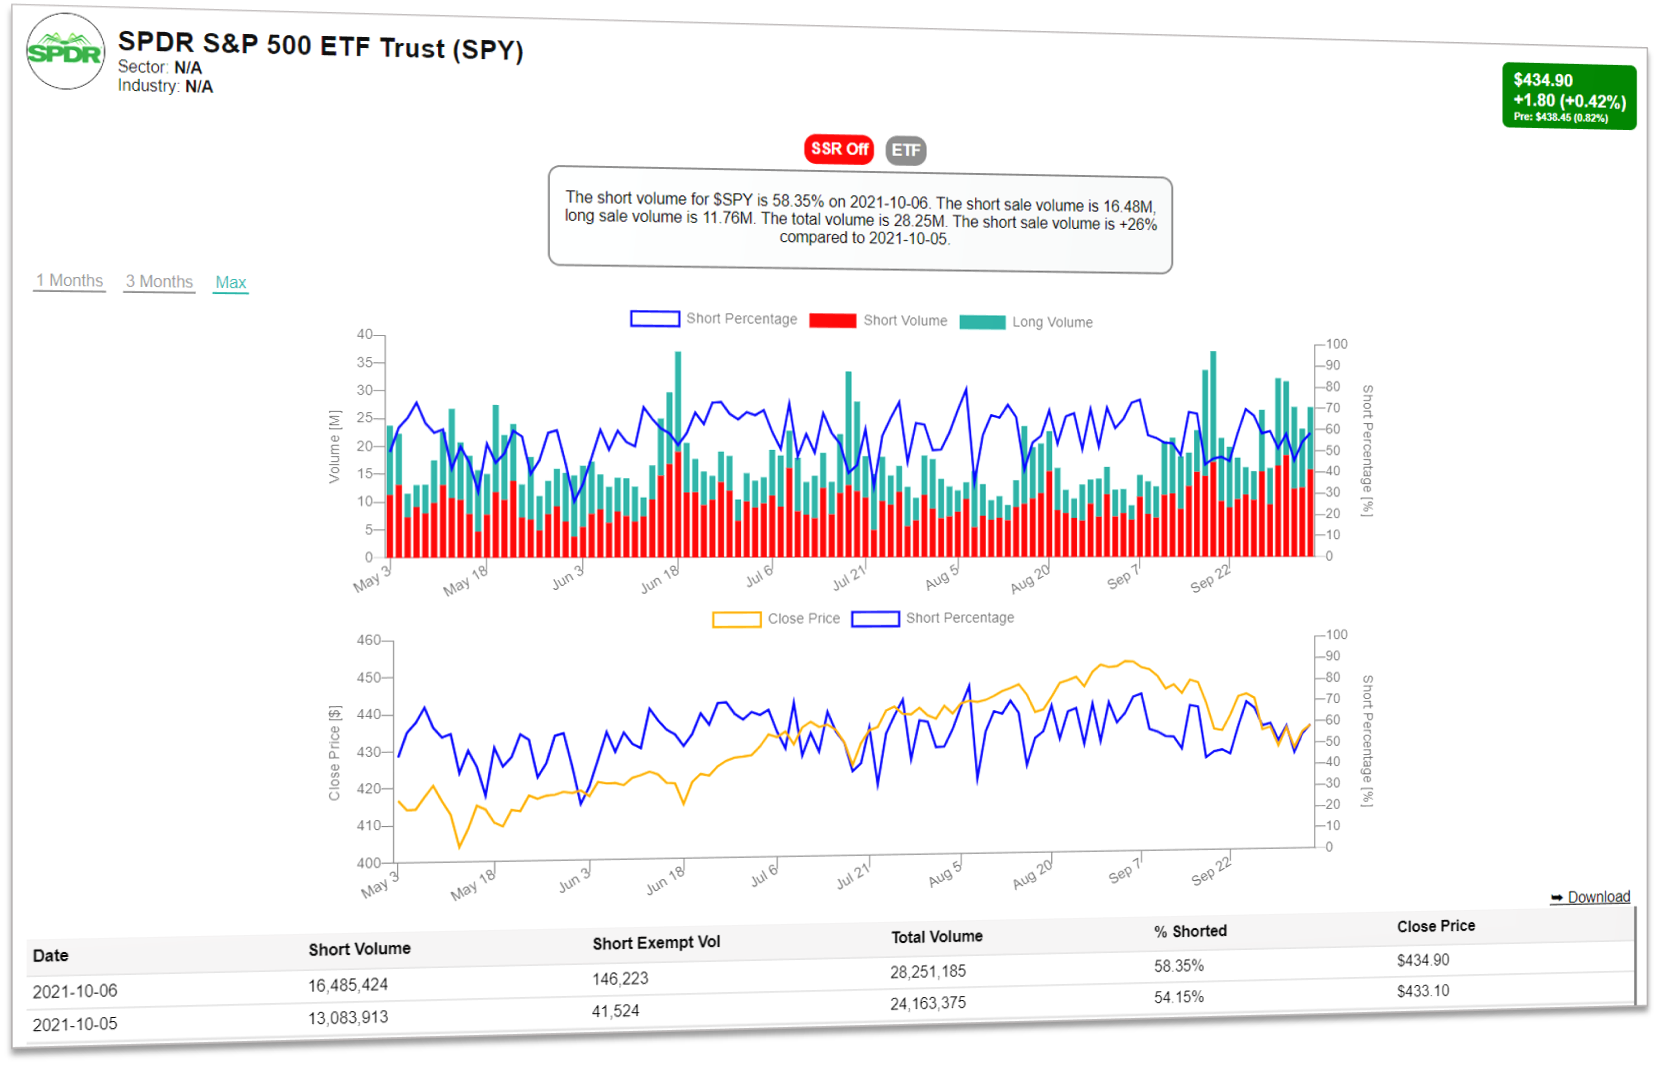 SPDR
SPDR S&P 500 ETF Trust (SPY)
Sector: N/A
Industry: N/A
$434.90
+1.80 (+0.42%)
Pre: $438.45 (0.82%)
SSR Off
ETF
The short volume for $SPY is 58.35% on 2021-10-06. The short sale volume is 16.48M,
long sale volume is 11.76M. The total volume is 28.25M. The short sale volume is +26%
compared to 2021-10-05.
1 Months 3 Months Max
Short Percentage Short Volume Long Volume
Volume [M]
40
35
30
25
20
15
10
5
0
100
90
80
70
60
50
40
30
20
10
0
Short Percentage [%]
May 3 May 18 Jun 3 Jun 18 Jul 6 Jul 21 Aug 5 Aug 20 Sep 7 Sep 22
Close Price Short Percentage
Close Price [$]
460
450
440
430
420
410
400
100
90
80
70
60
50
40
30
20
10
0
Short Percentage [%]
May 3 May 18 Jun 3 Jun 18 Jul 6 Jul 21 Aug 5 Aug 20 Sep 7 Sep 22
➥ Download
Date Short Volume Short Exempt Vol Total Volume % Shorted Close Price
2021-10-06 16,485,424 146,223 28,251,185 58.35% $434.90
2021-10-05 13,083,913 41,524 24,163,375 54.15% $433.10